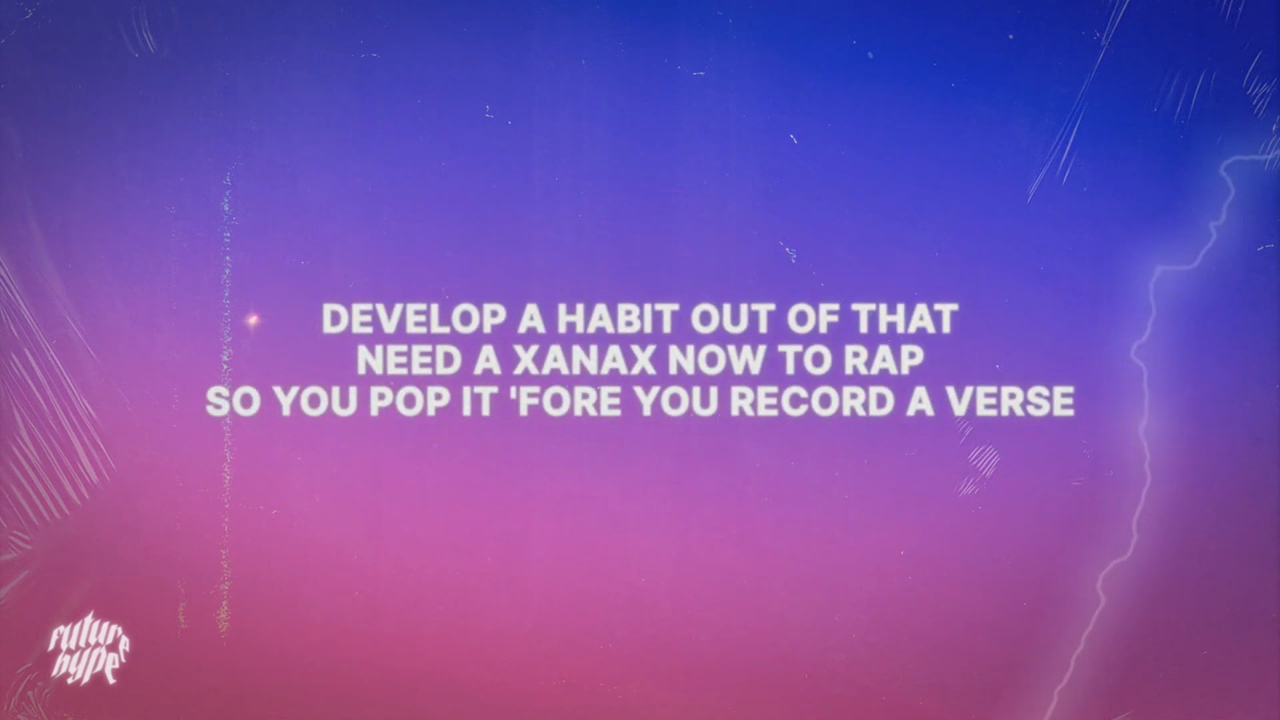 DEVELOP A HABIT OUT OF THAT
NEED A XANAX NOW TO RAP
SO YOU POP IT 'FORE YOU RECORD A VERSE
future
hype